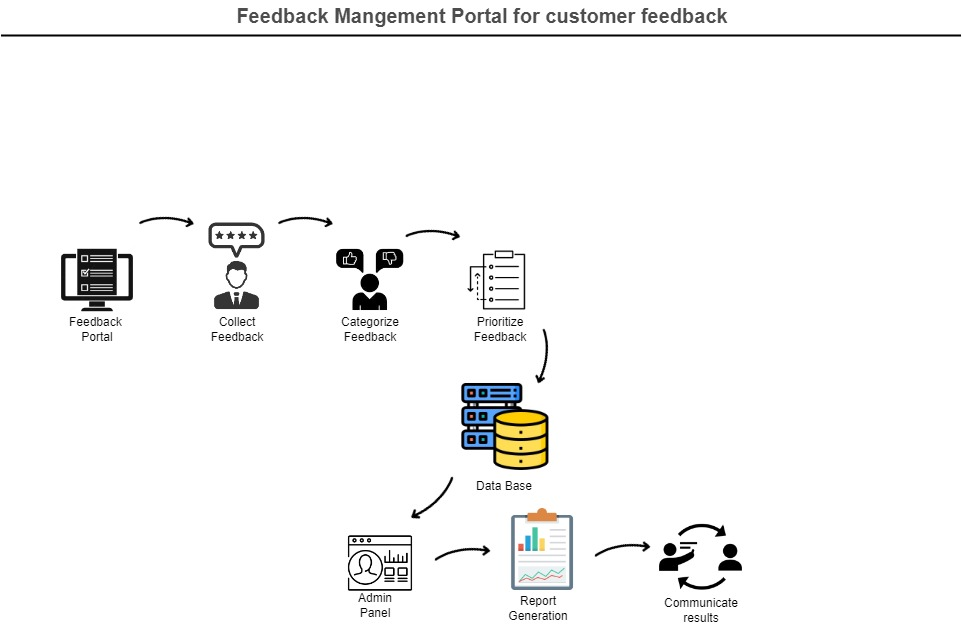 Feedback Mangement Portal for customer feedback
Feedback
Portal
Collect
Feedback
Categorize
Feedback
Prioritize
Feedback
Data Base
Admin
Panel
Report
Generation
Communicate
results